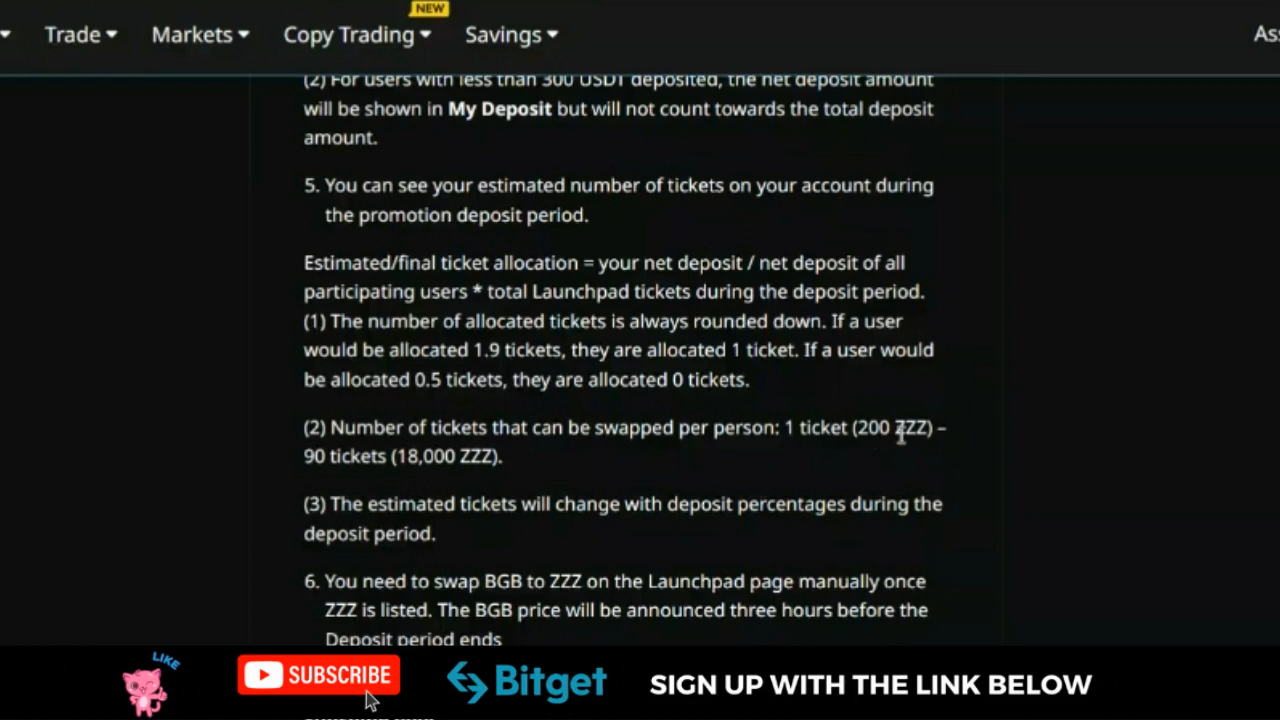 NEW
Trade Markets Copy Trading Savings
(2) For users with less than 300 USDT deposited, the net deposit amount
will be shown in My Deposit but will not count towards the total deposit
amount.
5. You can see your estimated number of tickets on your account during
the promotion deposit period.
Estimated/final ticket allocation = your net deposit / net deposit of all
participating users * total Launchpad tickets during the deposit period.
(1) The number of allocated tickets is always rounded down. If a user
would be allocated 1.9 tickets, they are allocated 1 ticket. If a user would
be allocated 0.5 tickets, they are allocated 0 tickets.
(2) Number of tickets that can be swapped per person: 1 ticket (200 ZZZ) –
90 tickets (18,000 ZZZ).
(3) The estimated tickets will change with deposit percentages during the
deposit period.
6. You need to swap BGB to ZZZ on the Launchpad page manually once
ZZZ is listed. The BGB price will be announced three hours before the
Deposit period ends
LIKE
SUBSCRIBE
Bitget
SIGN UP WITH THE LINK BELOW